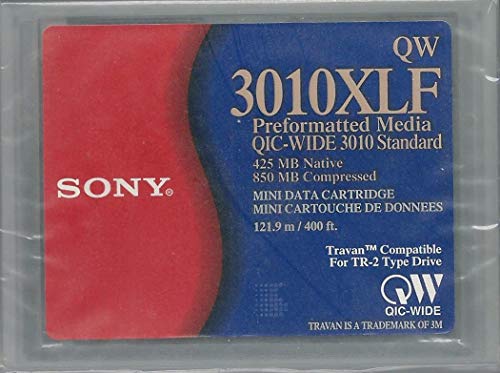 QW
3010XLF
Preformatted Media
QIC-WIDE 3010 Standard
425 MB Native
850 MB Compressed
SONY®
MINI DATA CARTRIDGE
MINI CARTOUCHE DE DONNEES
121.9 m / 400 ft.
Travan™ Compatible
For TR-2 Type Drive
QW
QIC-WIDE
TRAVAN IS A TRADEMARK OF 3M